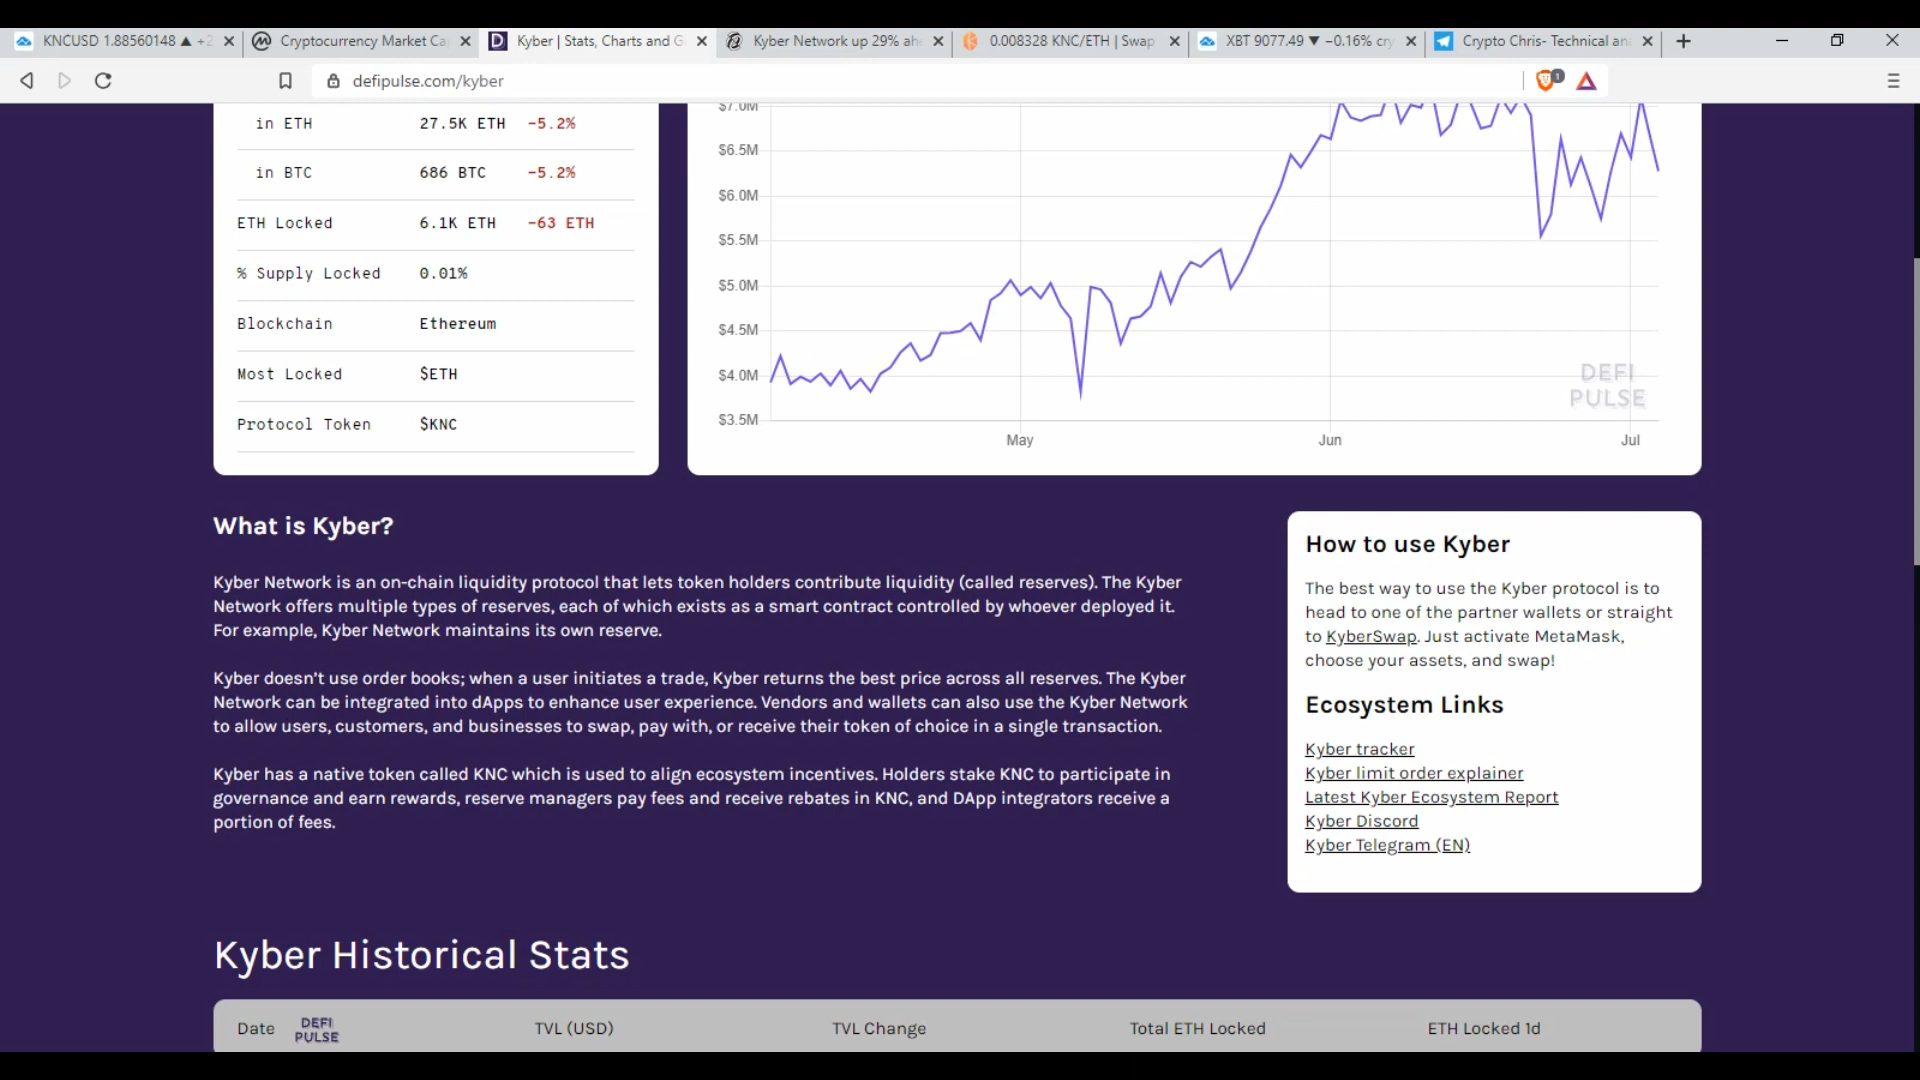 KNCUSD 1.88560148 ▲ +2
Cryptocurrency Market Ca
Kyber | Stats, Charts and G
Kyber Network up 29% ahe
0.008328 KNC/ETH | Swap
XBT 9077.49 ▼ −0.16% cry
Crypto Chris- Technical ana
defipulse.com/kyber
1
in ETH 27.5K ETH -5.2%
in BTC 686 BTC -5.2%
ETH Locked 6.1K ETH -63 ETH
% Supply Locked 0.01%
Blockchain Ethereum
Most Locked $ETH
Protocol Token $KNC
$7.0M
$6.5M
$6.0M
$5.5M
$5.0M
$4.5M
$4.0M
$3.5M
May Jun Jul
DEFI
PULSE
What is Kyber?
Kyber Network is an on-chain liquidity protocol that lets token holders contribute liquidity (called reserves). The Kyber
Network offers multiple types of reserves, each of which exists as a smart contract controlled by whoever deployed it.
For example, Kyber Network maintains its own reserve.
Kyber doesn't use order books; when a user initiates a trade, Kyber returns the best price across all reserves. The Kyber
Network can be integrated into dApps to enhance user experience. Vendors and wallets can also use the Kyber Network
to allow users, customers, and businesses to swap, pay with, or receive their token of choice in a single transaction.
Kyber has a native token called KNC which is used to align ecosystem incentives. Holders stake KNC to participate in
governance and earn rewards, reserve managers pay fees and receive rebates in KNC, and DApp integrators receive a
portion of fees.
How to use Kyber
The best way to use the Kyber protocol is to
head to one of the partner wallets or straight
to KyberSwap. Just activate MetaMask,
choose your assets, and swap!
Ecosystem Links
Kyber tracker
Kyber limit order explainer
Latest Kyber Ecosystem Report
Kyber Discord
Kyber Telegram (EN)
Kyber Historical Stats
Date DEFI PULSE TVL (USD) TVL Change Total ETH Locked ETH Locked 1d